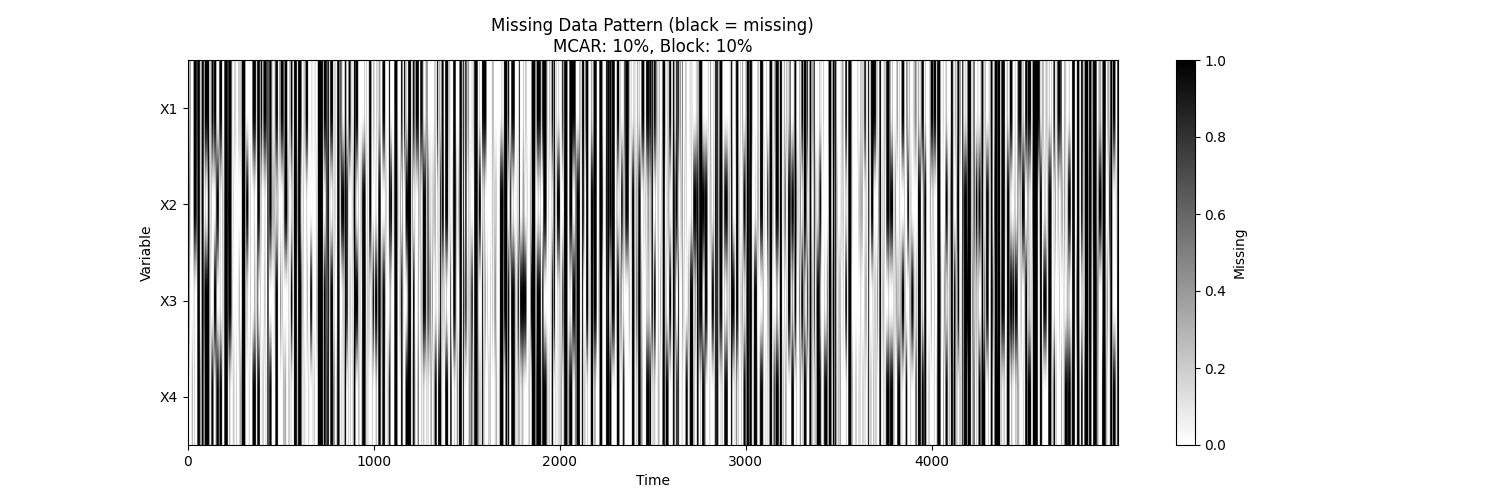 Missing Data Pattern (black = missing)
MCAR: 10%, Block: 10%
Variable
X1
X2
X3
X4
0 1000 2000 3000 4000
Time
1.0
0.8
0.6
0.4
0.2
0.0
Missing